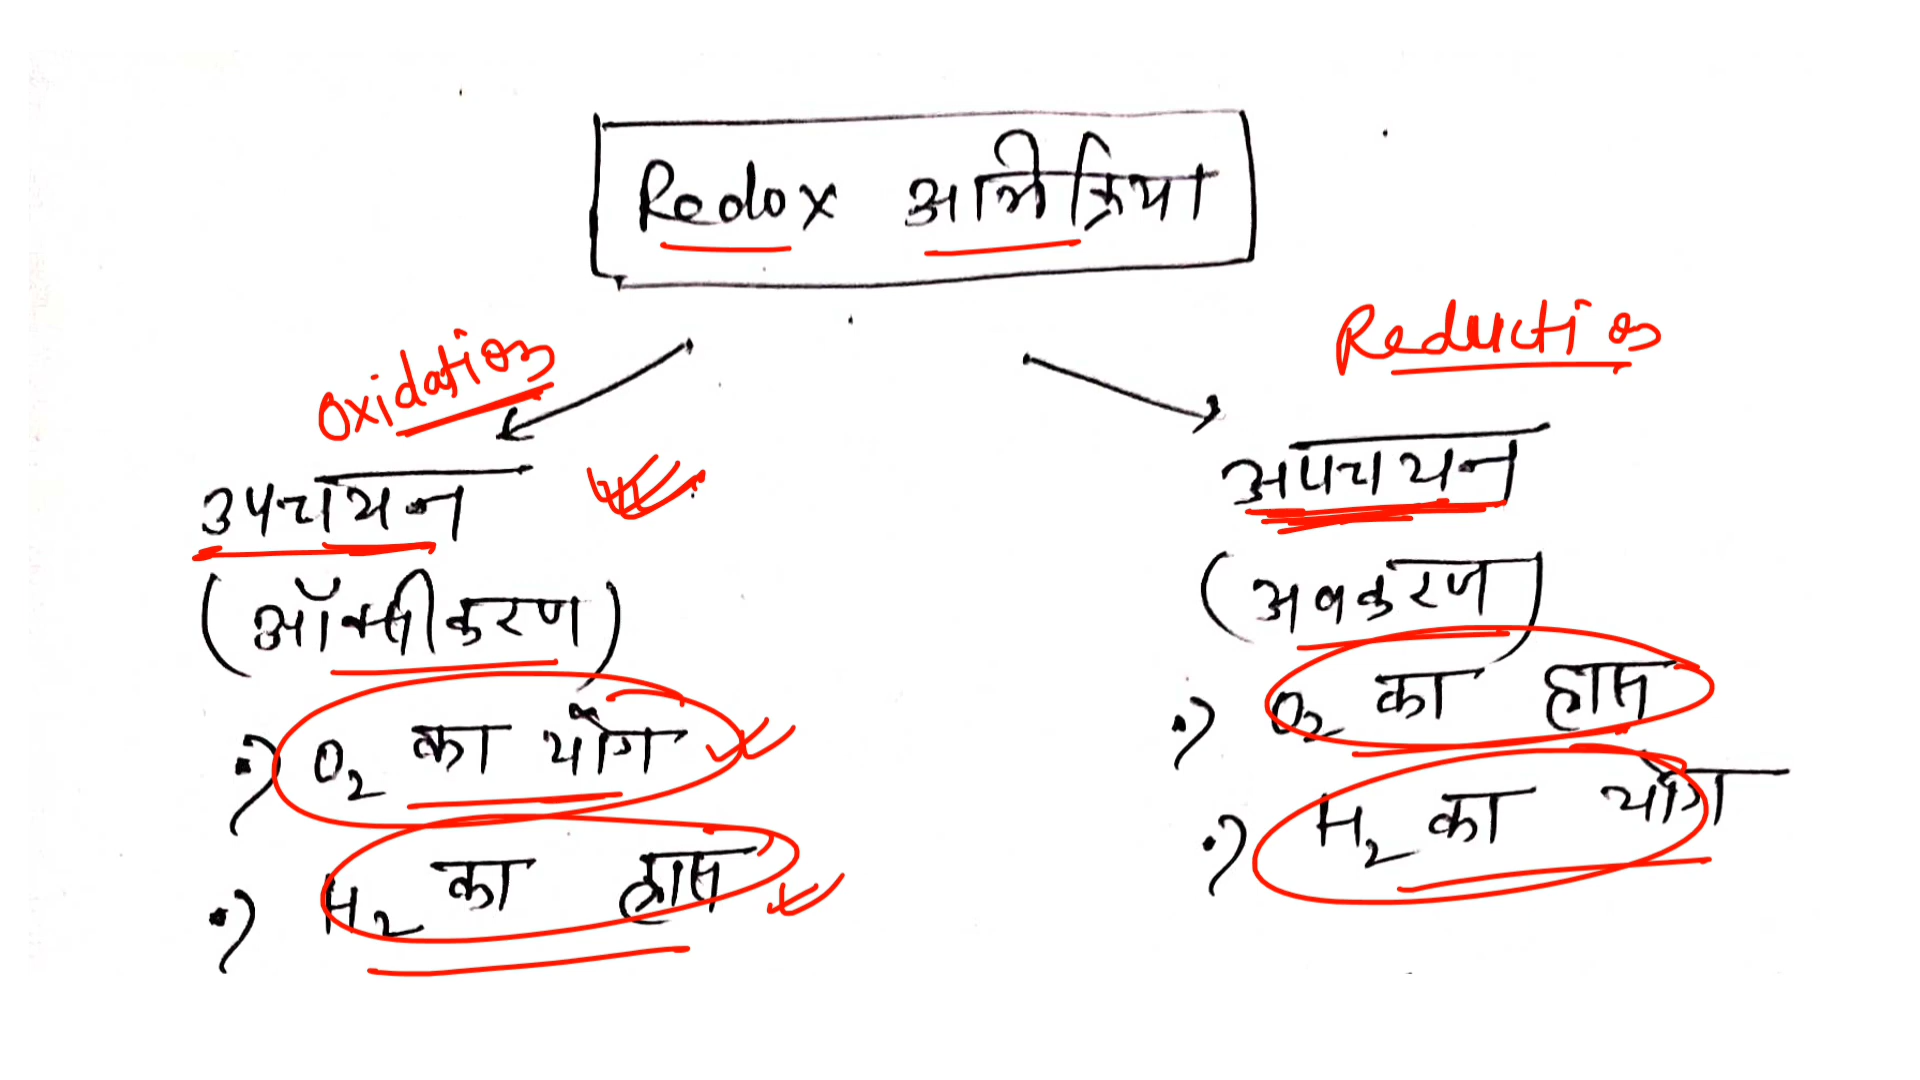 Redox अभिक्रिया
Oxidation
उपचयन
(ऑक्सीकरण)
•) O₂ का योग
•) H₂ का ह्रास
Reduction
अपचयन
(अवकरण)
•) O₂ का ह्रास
•) H₂ का योग